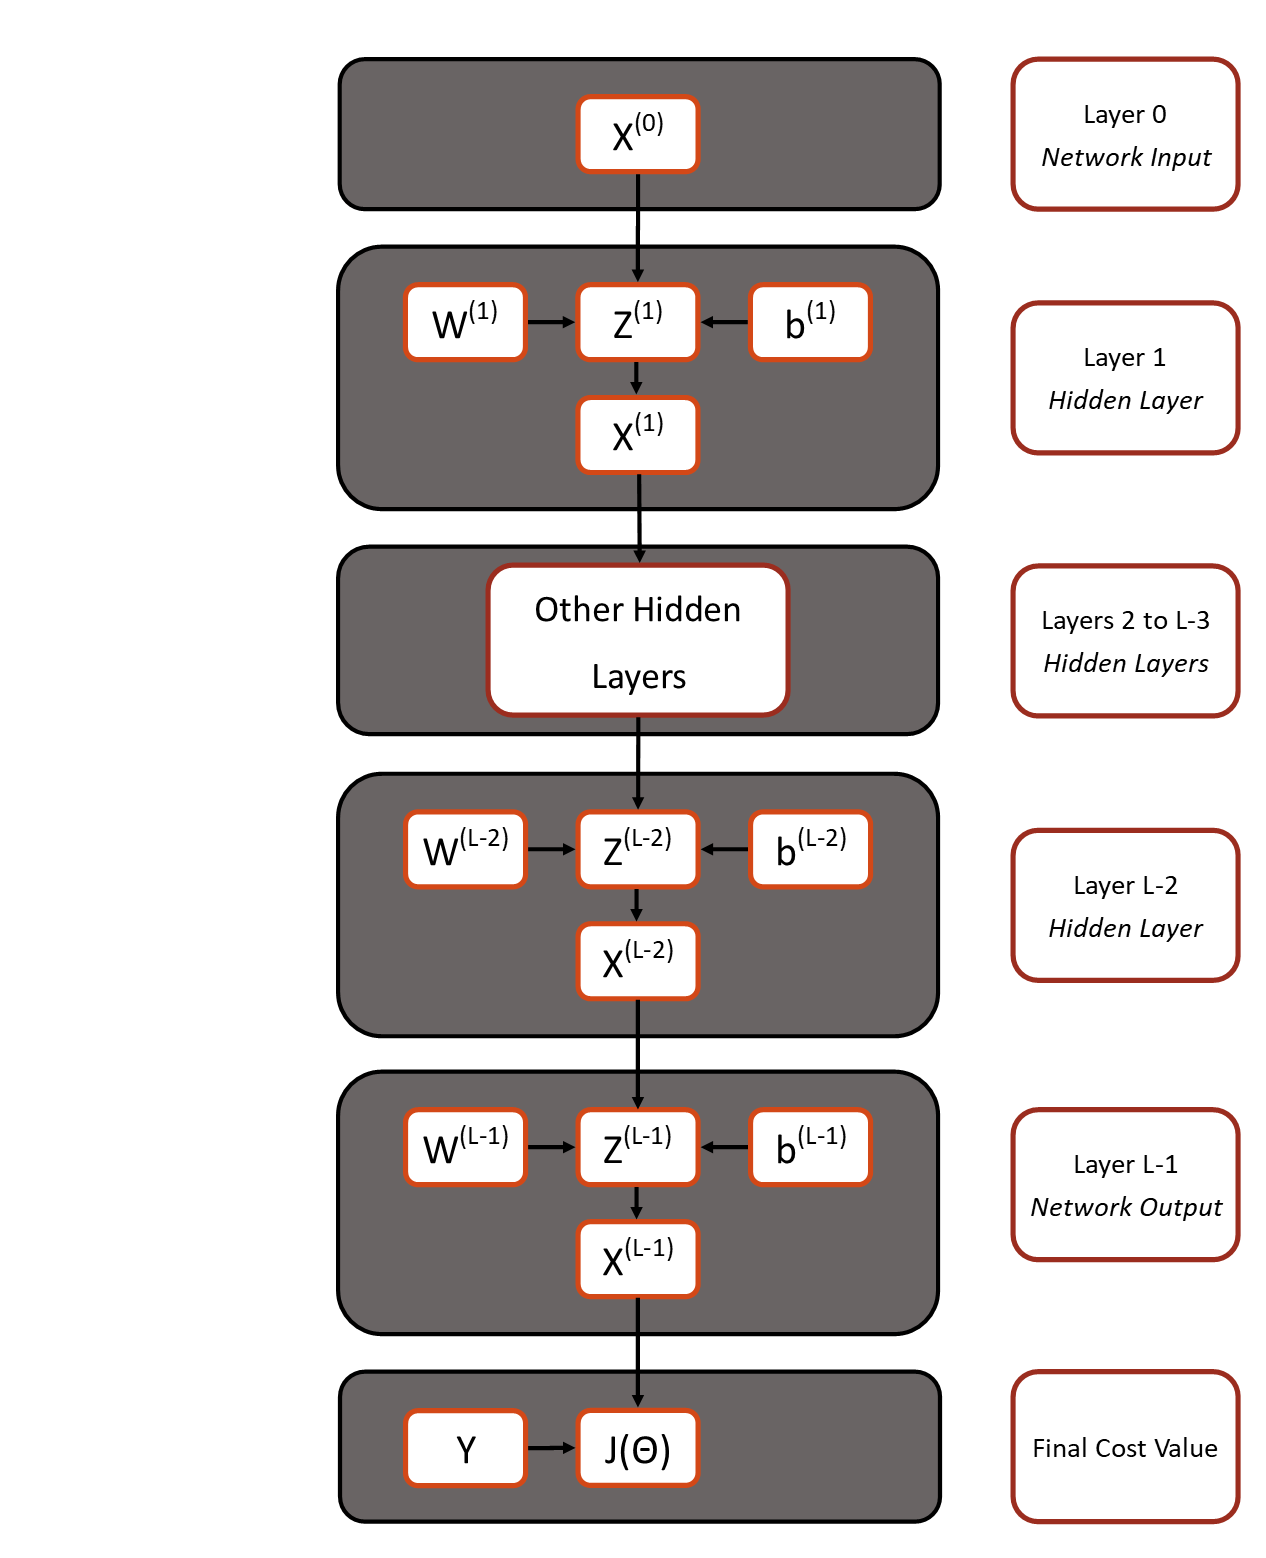 X(0)
Layer 0
Network Input
W(1)
Z(1)
b(1)
X(1)
Layer 1
Hidden Layer
Other Hidden
Layers
Layers 2 to L-3
Hidden Layers
W(L-2)
Z(L-2)
b(L-2)
X(L-2)
Layer L-2
Hidden Layer
W(L-1)
Z(L-1)
b(L-1)
X(L-1)
Layer L-1
Network Output
Y
J(Θ)
Final Cost Value